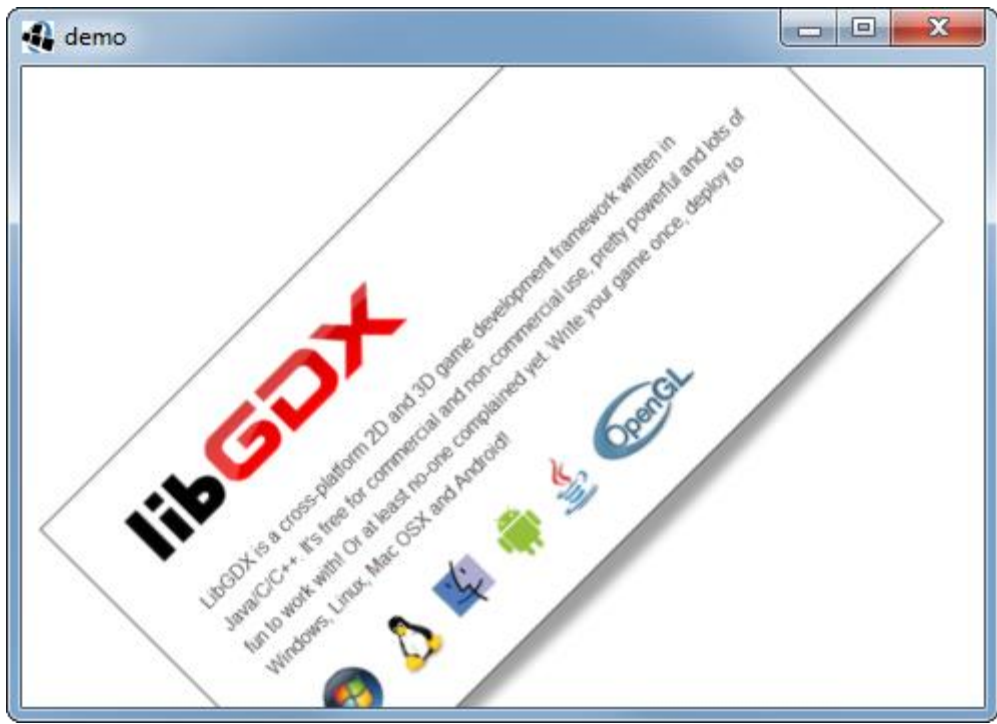 demo
libGDX
LibGDX is a cross-platform 2D and 3D game development framework written in
Java/C/C++. It's free for commercial and non-commercial use, pretty powerful and lots of
fun to work with! Or at least no-one complained yet. Write your game once, deploy to
Windows, Linux, Mac OSX and Android!
OpenGL